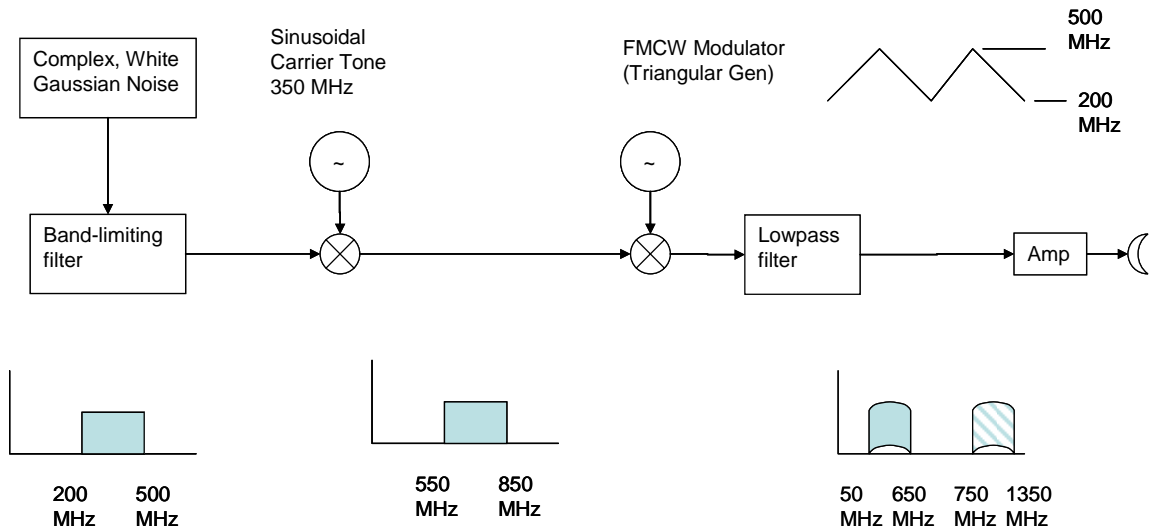 Complex, White
Gaussian Noise
Sinusoidal
Carrier Tone
350 MHz
FMCW Modulator
(Triangular Gen)
500
MHz
200
MHz
~
~
Band-limiting
filter
Lowpass
filter
Amp
200
MHz
500
MHz
550
MHz
850
MHz
50
MHz
650
MHz
750
MHz
1350
MHz